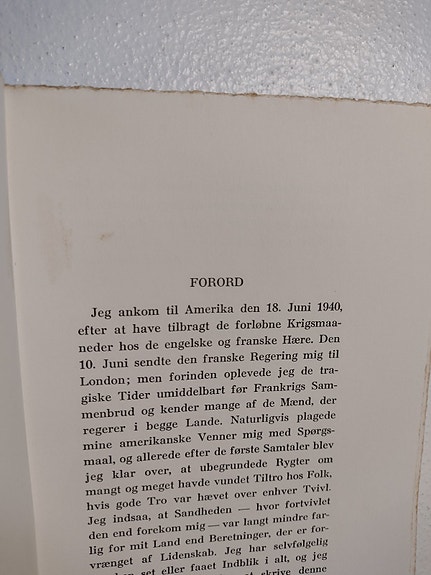 FORORD
Jeg ankom til Amerika den 18. Juni 1940,
efter at have tilbragt de forløbne Krigsmaa-
neder hos de engelske og franske Hære. Den
10. Juni sendte den franske Regering mig til
London; men forinden oplevede jeg de tra-
giske Tider umiddelbart før Frankrigs Sam-
menbrud og kender mange af de Mænd, der
regerer i begge Lande. Naturligvis plagede
mine amerikanske Venner mig med Spørgs-
maal, og allerede efter de første Samtaler blev
jeg klar over, at ubegrundede Rygter om
mangt og meget havde vundet Tiltro hos Folk,
hvis gode Tro var hævet over enhver Tvivl.
Jeg indsaa, at Sandheden — hvor fortvivlet
den end forekom mig — var langt mindre far-
lig for mit Land end Beretninger, der er for-
vrænget af Lidenskab. Jeg har selvfølgelig
set eller faaet Indblik i alt, og jeg
at skrive denne